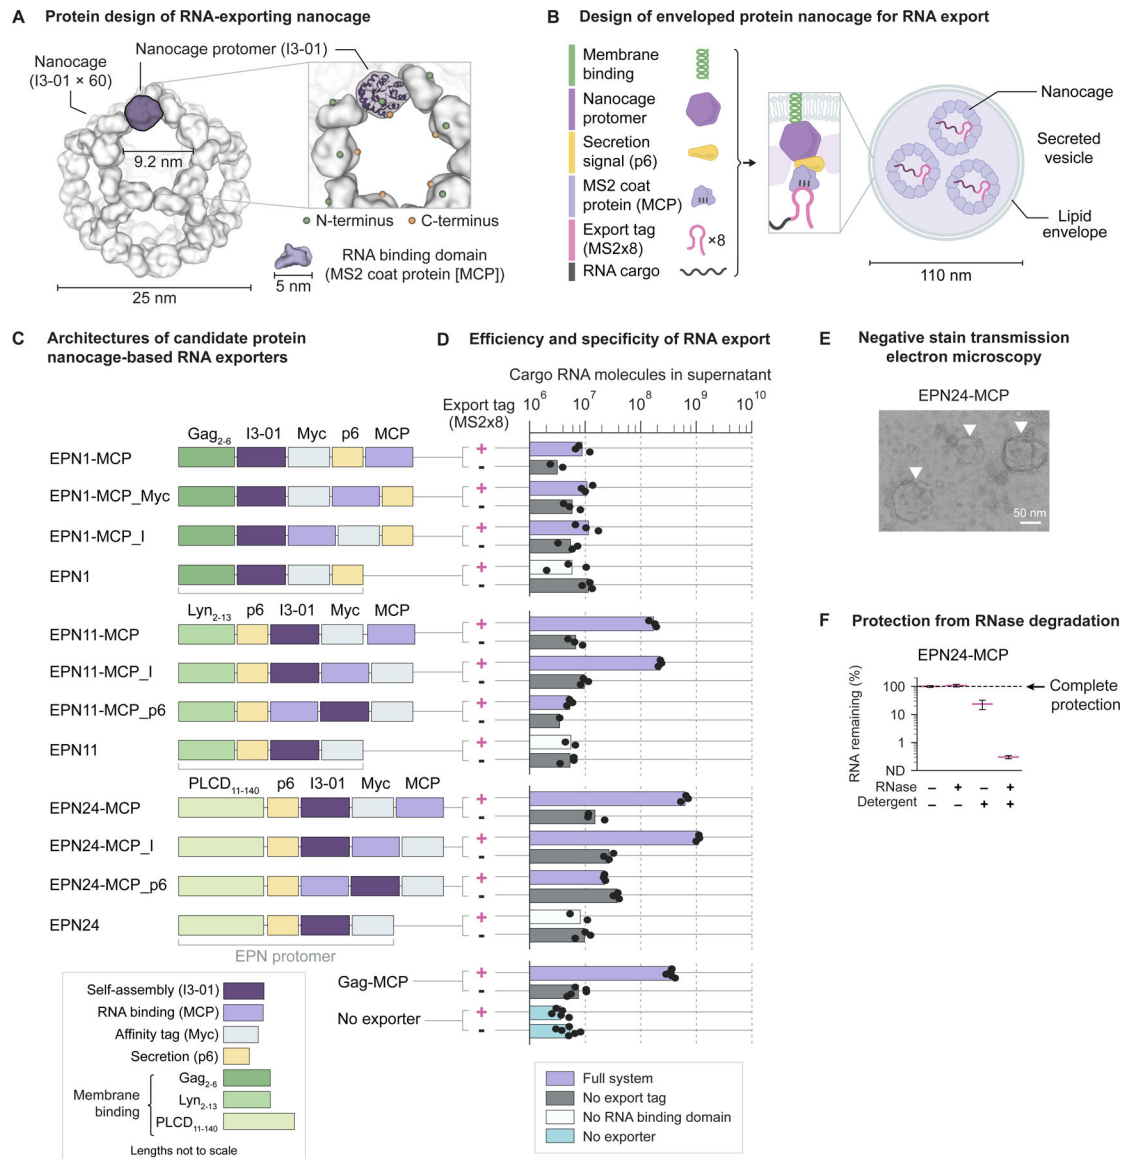 A Protein design of RNA-exporting nanocage
Nanocage protomer (I3-01)
Nanocage
(I3-01 × 60)
9.2 nm
N-terminus
C-terminus
RNA binding domain
(MS2 coat protein [MCP])
5 nm
25 nm
B Design of enveloped protein nanocage for RNA export
Membrane
binding
Nanocage
protomer
Secretion
signal (p6)
MS2 coat
protein (MCP)
Export tag
(MS2x8)
×8
RNA cargo
Nanocage
Secreted
vesicle
Lipid
envelope
110 nm
C Architectures of candidate protein
nanocage-based RNA exporters
Gag2-6 I3-01 Myc p6 MCP
EPN1-MCP
EPN1-MCP_Myc
EPN1-MCP_I
EPN1
Lyn2-13 p6 I3-01 Myc MCP
EPN11-MCP
EPN11-MCP_I
EPN11-MCP_p6
EPN11
PLCD11-140 p6 I3-01 Myc MCP
EPN24-MCP
EPN24-MCP_I
EPN24-MCP_p6
EPN24
EPN protomer
Gag-MCP
No exporter
Self-assembly (I3-01)
RNA binding (MCP)
Affinity tag (Myc)
Secretion (p6)
Membrane
binding
Gag2-6
Lyn2-13
PLCD11-140
Lengths not to scale
D Efficiency and specificity of RNA export
Cargo RNA molecules in supernatant
Export tag
(MS2x8)
10^6 10^7 10^8 10^9 10^10
+
-
+
-
+
-
+
-
+
-
+
-
+
-
+
-
+
-
+
-
+
-
+
-
+
-
+
-
Full system
No export tag
No RNA binding domain
No exporter
E Negative stain transmission
electron microscopy
EPN24-MCP
50 nm
F Protection from RNase degradation
EPN24-MCP
RNA remaining (%)
100
10
1
ND
Complete
protection
RNase − + − +
Detergent − − + +